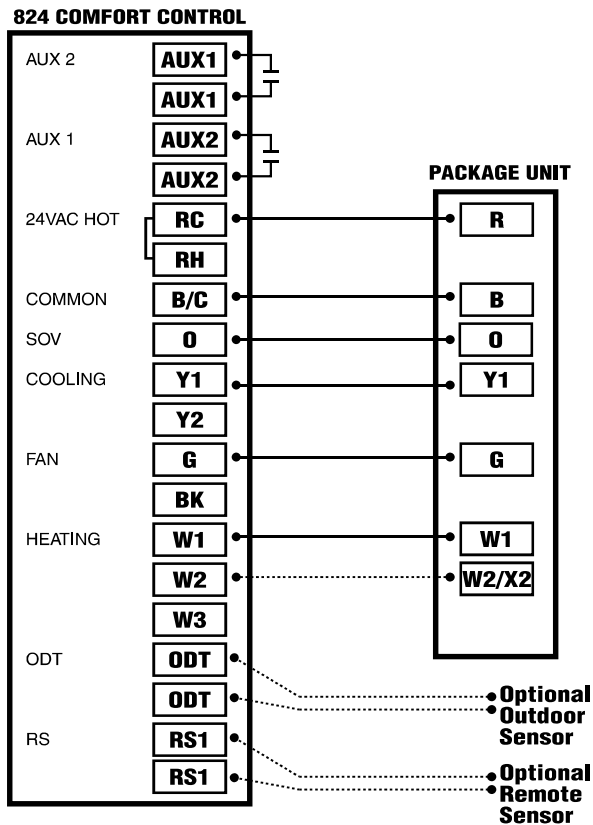 824 COMFORT CONTROL
AUX 2 AUX1
AUX1
AUX 1 AUX2
AUX2
PACKAGE UNIT
24VAC HOT RC R
RH
COMMON B/C B
SOV O O
COOLING Y1 Y1
Y2
FAN G G
BK
HEATING W1 W1
W2 W2/X2
W3
ODT ODT
ODT
Optional
Outdoor
Sensor
RS RS1
RS1
Optional
Remote
Sensor